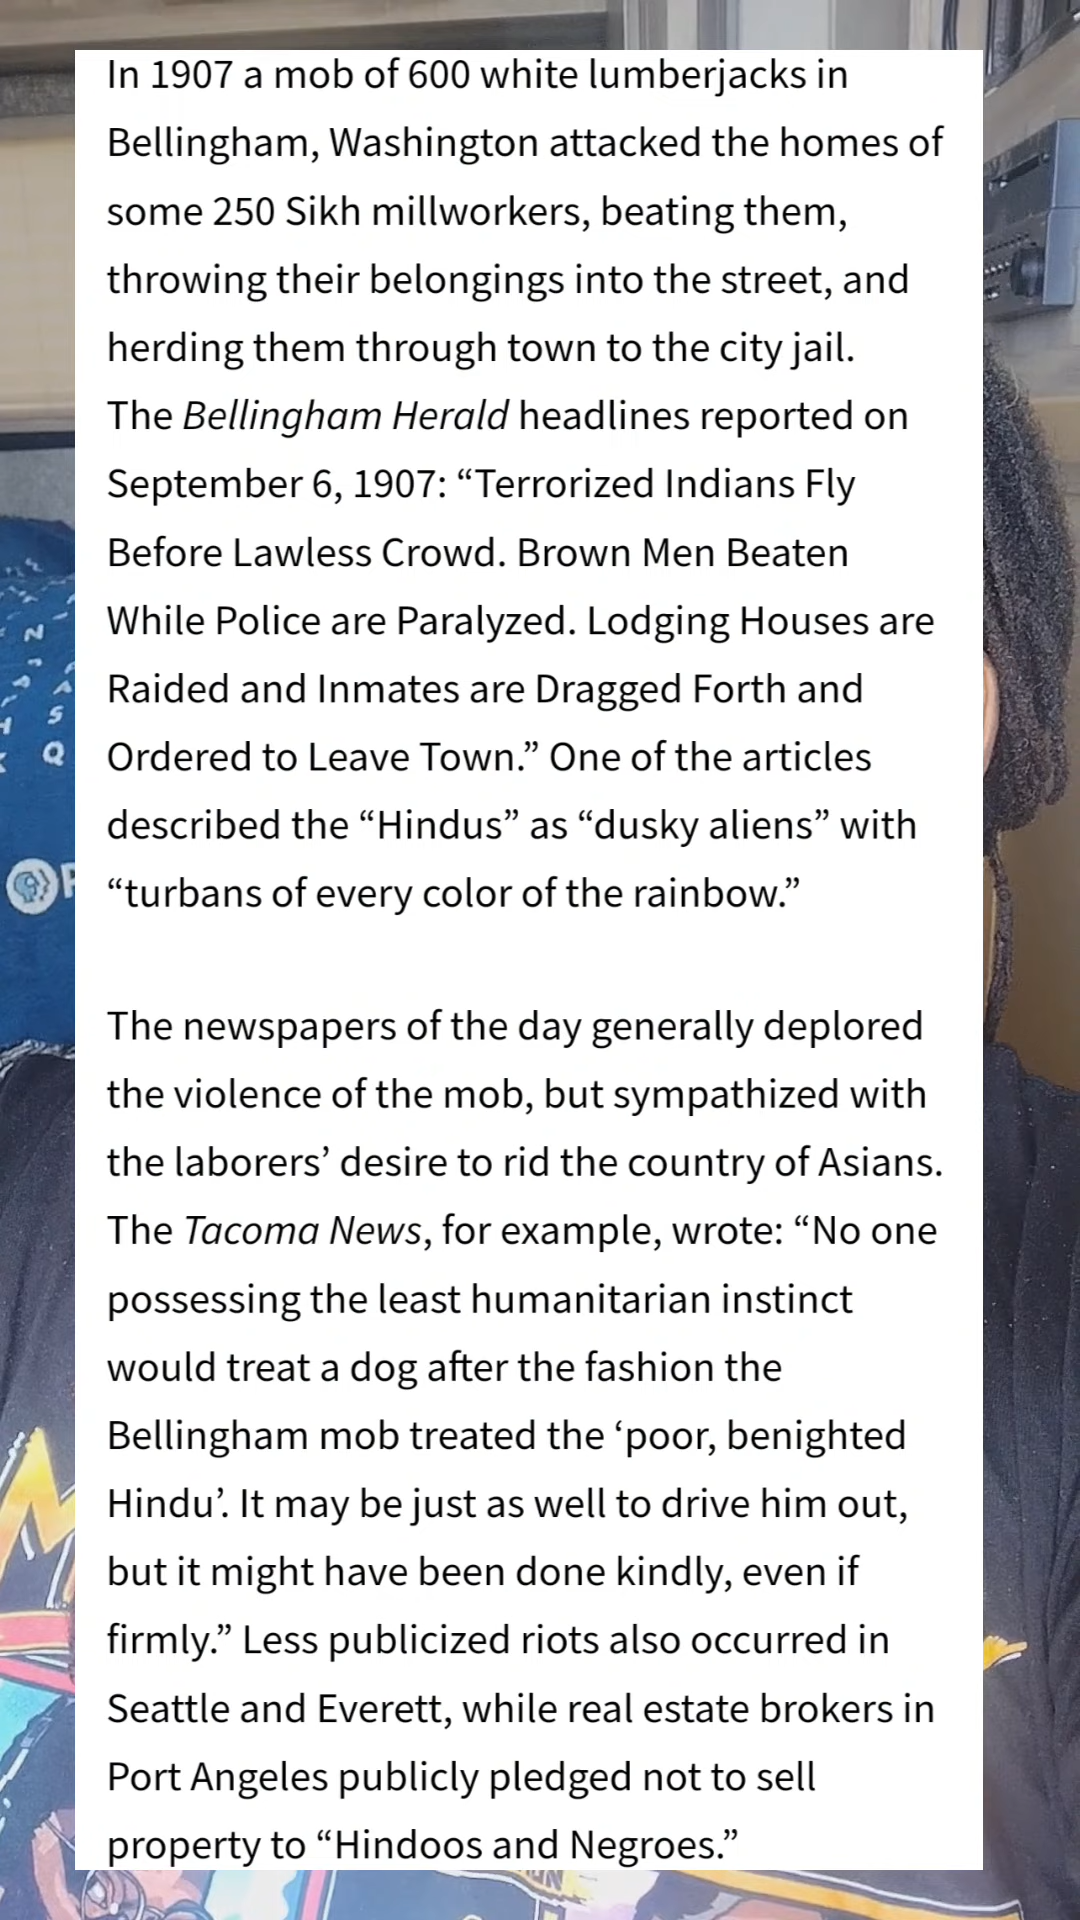 In 1907 a mob of 600 white lumberjacks in
Bellingham, Washington attacked the homes of
some 250 Sikh millworkers, beating them,
throwing their belongings into the street, and
herding them through town to the city jail.
The Bellingham Herald headlines reported on
September 6, 1907: “Terrorized Indians Fly
Before Lawless Crowd. Brown Men Beaten
While Police are Paralyzed. Lodging Houses are
Raided and Inmates are Dragged Forth and
Ordered to Leave Town.” One of the articles
described the “Hindus” as “dusky aliens” with
“turbans of every color of the rainbow.”
The newspapers of the day generally deplored
the violence of the mob, but sympathized with
the laborers’ desire to rid the country of Asians.
The Tacoma News, for example, wrote: “No one
possessing the least humanitarian instinct
would treat a dog after the fashion the
Bellingham mob treated the ‘poor, benighted
Hindu’. It may be just as well to drive him out,
but it might have been done kindly, even if
firmly.” Less publicized riots also occurred in
Seattle and Everett, while real estate brokers in
Port Angeles publicly pledged not to sell
property to “Hindoos and Negroes.”